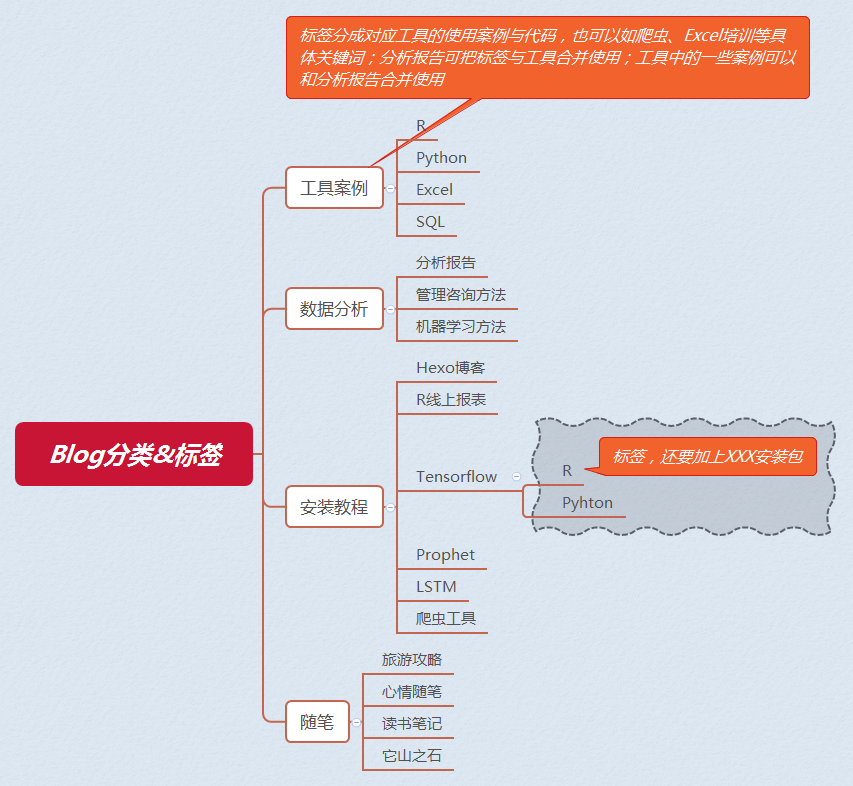 标签分成对应工具的使用案例与代码，也可以如爬虫、Excel培训等具
体关键词；分析报告可把标签与工具合并使用；工具中的一些案例可以
和分析报告合并使用
R
Python
工具案例
Excel
SQL
分析报告
数据分析
管理咨询方法
机器学习方法
Hexo博客
R线上报表
Blog分类&标签
标签，还要加上XXX安装包
R
Tensorflow
Pyhton
安装教程
Prophet
LSTM
爬虫工具
旅游攻略
心情随笔
随笔
读书笔记
它山之石